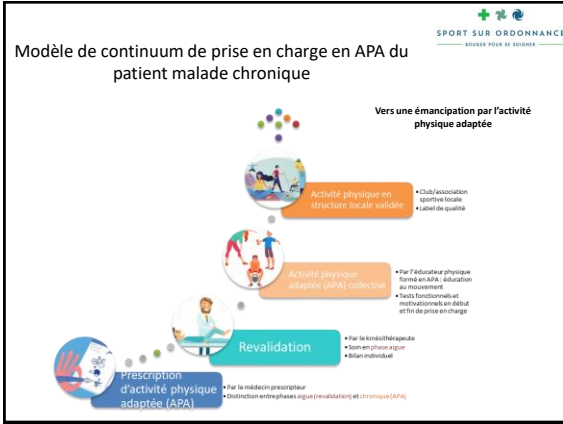 SPORT SUR ORDONNANCE
BOUGER POUR SE SOIGNER
Modèle de continuum de prise en charge en APA du
patient malade chronique
Vers une émancipation par l'activité
physique adaptée
Activité physique en
structure locale validée
• Club/association
sportive locale
• Label de qualité
Activité physique
adaptée (APA) collective
• Par l'éducateur physique
formé en APA : éducation
au mouvement
• Tests fonctionnels et
motivationnels en début
et fin de prise en charge
Revalidation
• Par le kinésithérapeute
• Soin en phase aigue
• Bilan individuel
Prescription
d'activité physique
adaptée (APA)
• Par le médecin prescripteur
• Distinction entre phases aigue (revalidation) et chronique (APA)